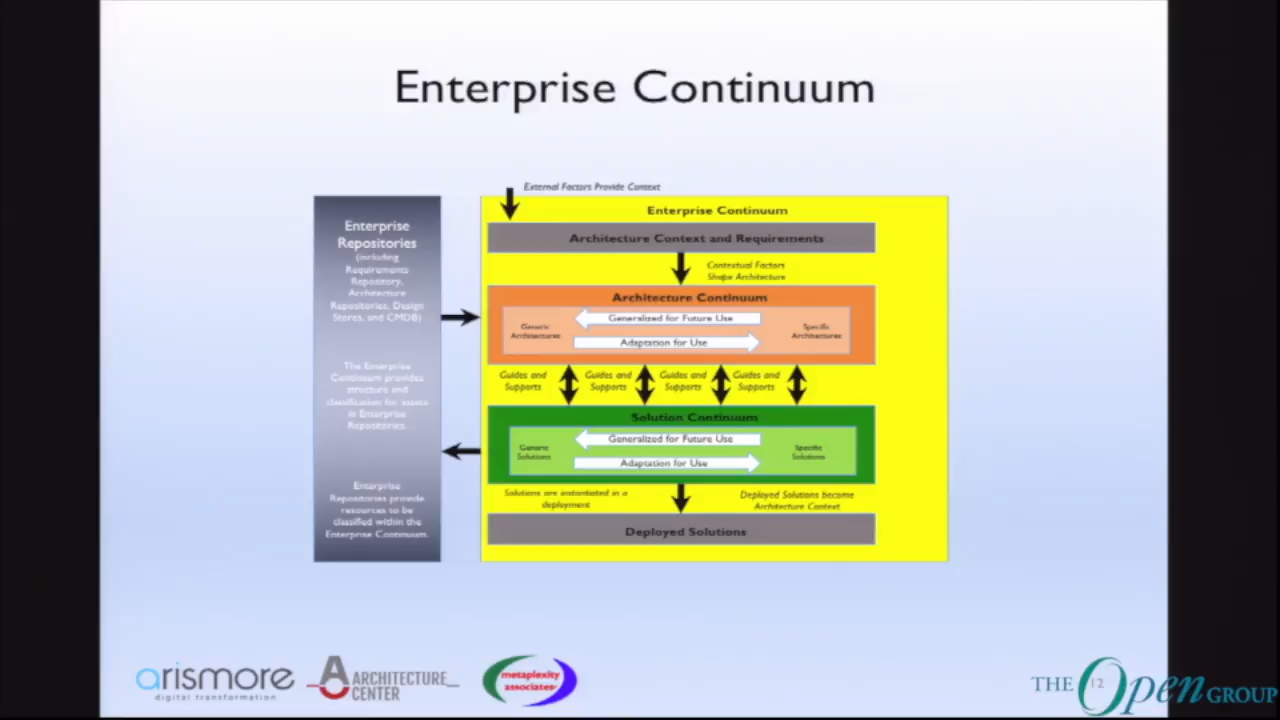 Enterprise Continuum
External Factors Provide Context
Enterprise
Repositories
(including
Requirements
Repository,
Architecture
Repositories, Design
Stores, and CMDB)
The Enterprise
Continuum provides
structure and
classification for assets
in Enterprise
Repositories.
Enterprise
Repositories provide
resources to be
classified within the
Enterprise Continuum.
Enterprise Continuum
Architecture Context and Requirements
Contextual Factors
Shape Architecture
Architecture Continuum
Generic
Architectures
Generalized for Future Use
Adaptation for Use
Specific
Architectures
Guides and
Supports
Guides and
Supports
Guides and
Supports
Guides and
Supports
Solution Continuum
Generic
Solutions
Generalized for Future Use
Adaptation for Use
Specific
Solutions
Solutions are instantiated in a
deployment
Deployed Solutions become
Architecture Context
Deployed Solutions
arismore
digital transformation
A ARCHITECTURE
CENTER
metaplexity
associates
THE Open GROUP
12